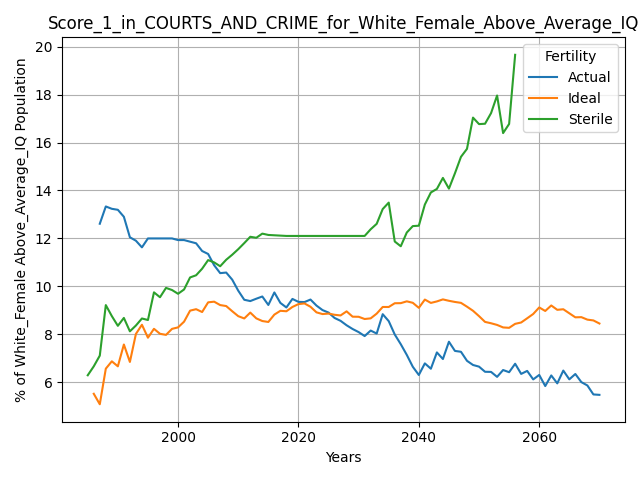 Score_1_in_COURTS_AND_CRIME_for_White_Female_Above_Average_IQ
% of White_Female Above_Average_IQ Population
20
18
16
14
12
10
8
6
Fertility
Actual
Ideal
Sterile
2000
2020
2040
2060
Years